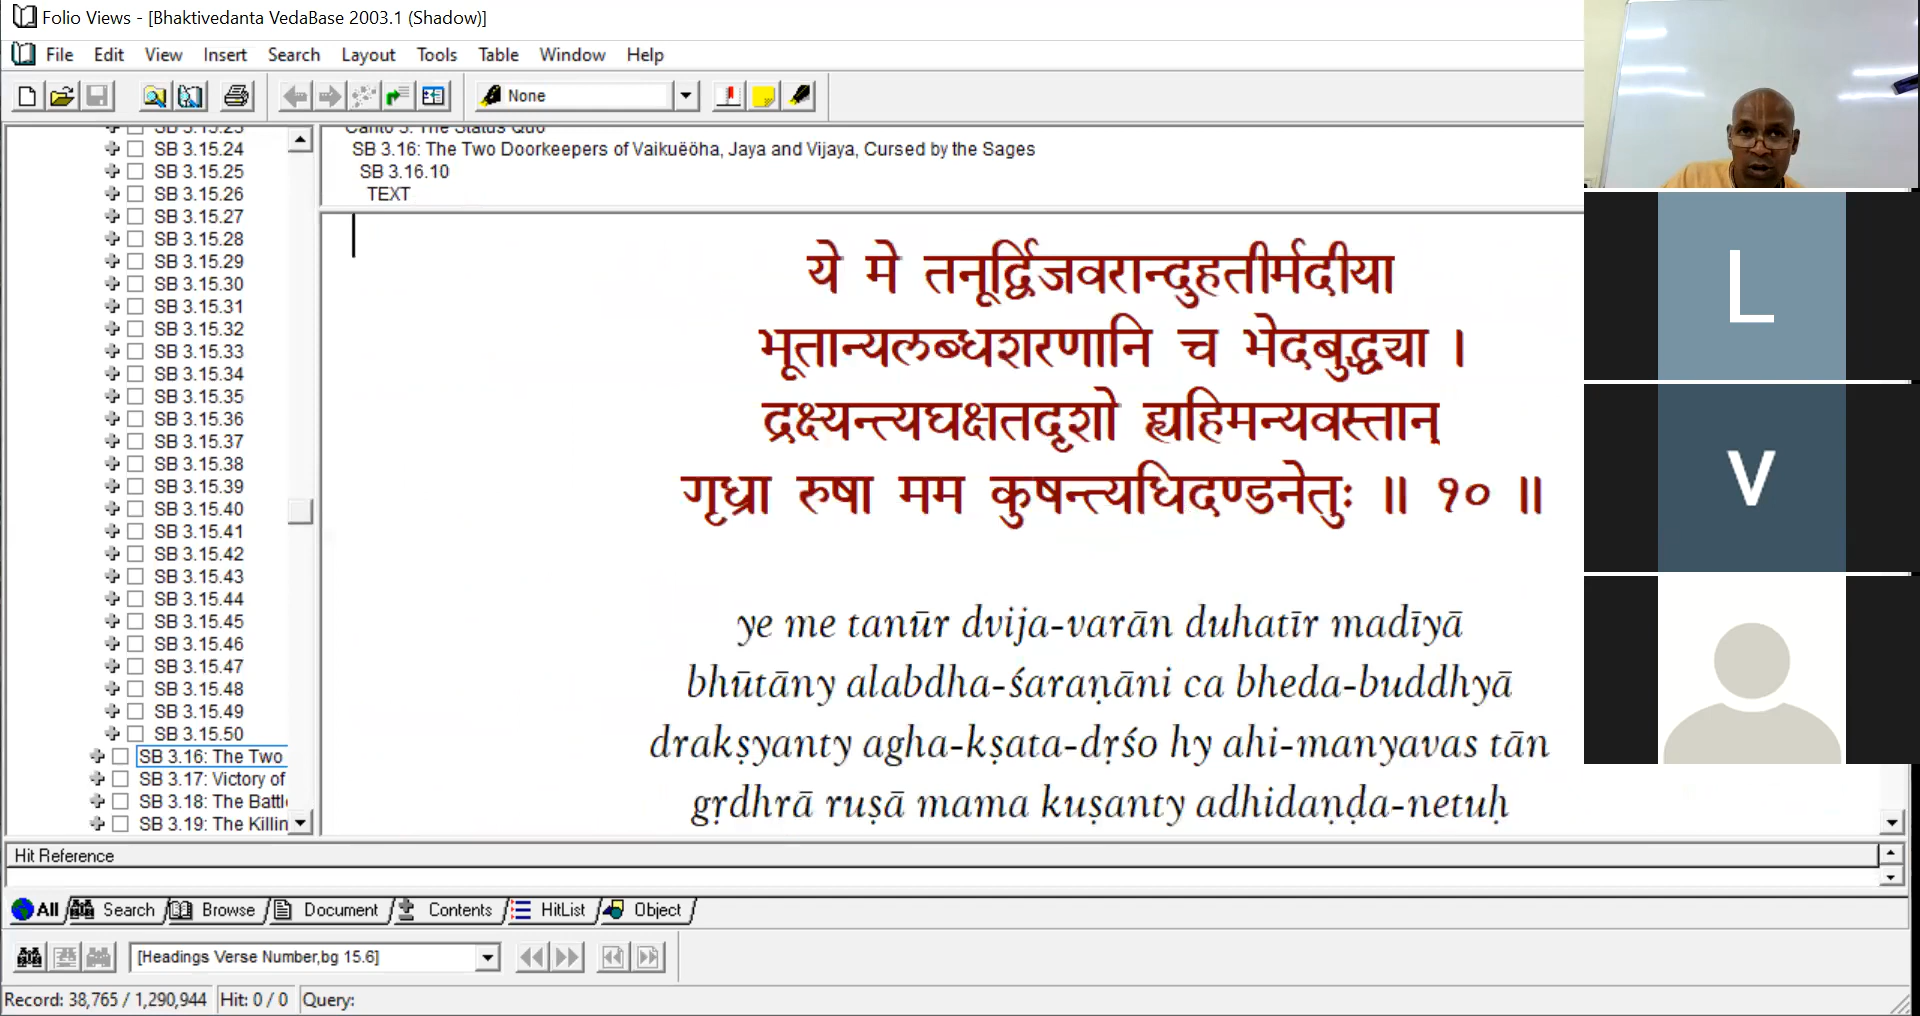 Folio Views - [Bhaktivedanta VedaBase 2003.1 (Shadow)]
File Edit View Insert Search Layout Tools Table Window Help
None
SB 3.15.23
SB 3.15.24
SB 3.15.25
SB 3.15.26
SB 3.15.27
SB 3.15.28
SB 3.15.29
SB 3.15.30
SB 3.15.31
SB 3.15.32
SB 3.15.33
SB 3.15.34
SB 3.15.35
SB 3.15.36
SB 3.15.37
SB 3.15.38
SB 3.15.39
SB 3.15.40
SB 3.15.41
SB 3.15.42
SB 3.15.43
SB 3.15.44
SB 3.15.45
SB 3.15.46
SB 3.15.47
SB 3.15.48
SB 3.15.49
SB 3.15.50
SB 3.16: The Two
SB 3.17: Victory of
SB 3.18: The Battl
SB 3.19: The Killin
Canto 3: The Status Quo
SB 3.16: The Two Doorkeepers of Vaikuëöha, Jaya and Vijaya, Cursed by the Sages
SB 3.16.10
TEXT
ये मे तनूर्द्विजवरान्दुहतीर्मदीया
भूतान्यलब्धशरणानि च भेदबुद्ध्या ।
द्रक्ष्यन्त्यघक्षतदृशो ह्यहिमन्यवस्तान्
गृध्रा रुषा मम कुषन्त्यधिदण्डनेतुः ॥ १० ॥
ye me tanūr dvija-varān duhatīr madīyā
bhūtāny alabdha-śaraṇāni ca bheda-buddhyā
drakṣyanty agha-kṣata-dṛśo hy ahi-manyavas tān
gṛdhrā ruṣā mama kuṣanty adhidaṇḍa-netuḥ
L
V
Hit Reference
All Search Browse Document Contents HitList Object
[Headings Verse Number,bg 15.6]
Record: 38,765 / 1,290,944 Hit: 0 / 0 Query: